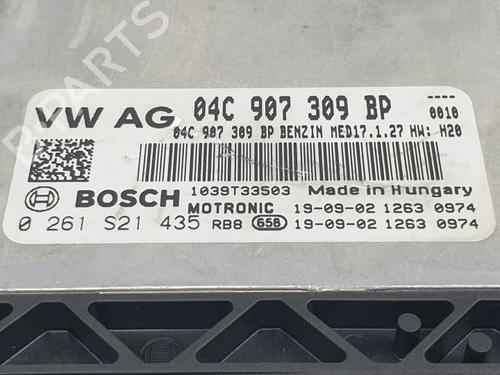 VW AG 04C 907 309 BP 0010
04C 907 309 BP BENZIN MED17.1.27 HW: H20
BOSCH 1039T33503 Made in Hungary
MOTRONIC 19-09-02 1263 0974
0 261 S21 435 RB8 658 19-09-02 1263 0974
B-PARTS